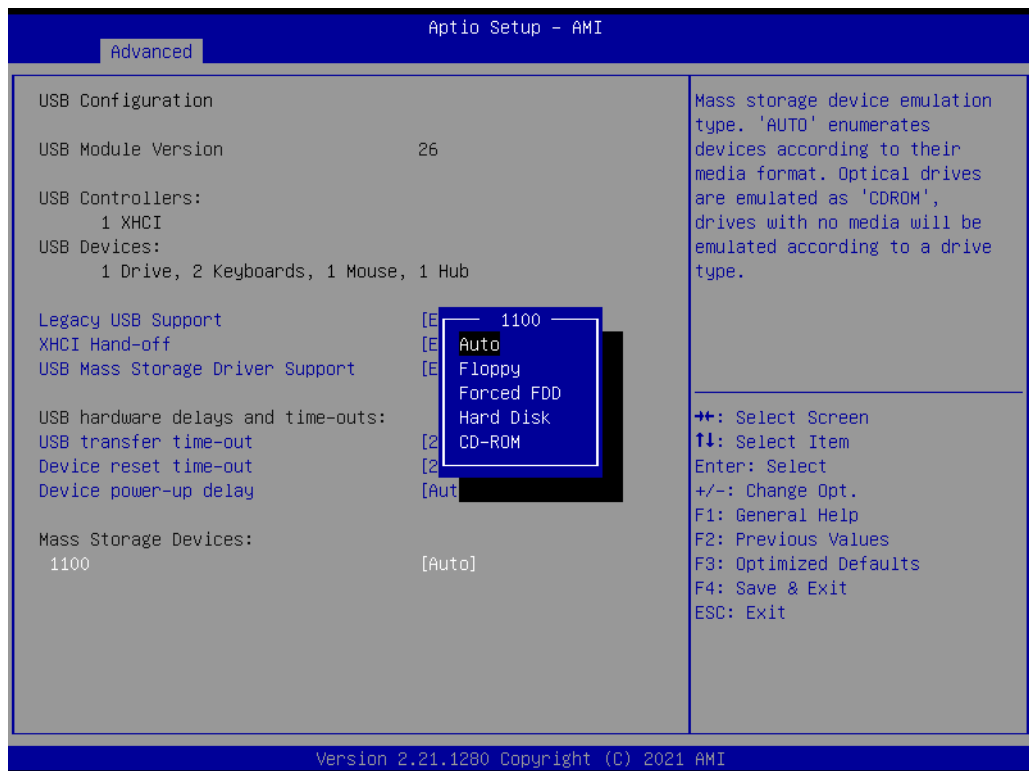 Aptio Setup – AMI
Advanced
USB Configuration
USB Module Version 26
USB Controllers:
1 XHCI
USB Devices:
1 Drive, 2 Keyboards, 1 Mouse, 1 Hub
Legacy USB Support [E
XHCI Hand-off [E
USB Mass Storage Driver Support [E
USB hardware delays and time-outs:
USB transfer time-out [2
Device reset time-out [2
Device power-up delay [Aut
Mass Storage Devices:
1100 [Auto]
1100
Auto
Floppy
Forced FDD
Hard Disk
CD-ROM
Mass storage device emulation
type. 'AUTO' enumerates
devices according to their
media format. Optical drives
are emulated as 'CDROM',
drives with no media will be
emulated according to a drive
type.
→←: Select Screen
↑↓: Select Item
Enter: Select
+/-: Change Opt.
F1: General Help
F2: Previous Values
F3: Optimized Defaults
F4: Save & Exit
ESC: Exit
Version 2.21.1280 Copyright (C) 2021 AMI